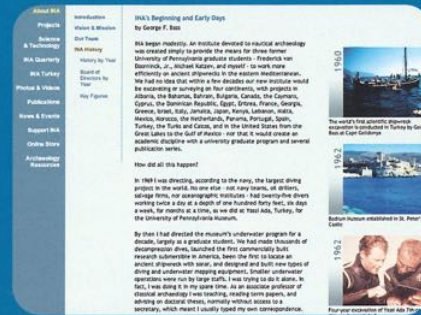 About INA
Projects
Science
& Technology
INA Quarterly
INA Turkey
Photos & Videos
Publications
News & Events
Support INA
Online Store
Archaeology
Resources
Introduction
Vision & Mission
Our Team
INA History
History by Year
Board of
Directors by
Year
Key Figures
INA's Beginning and Early Days
by George F. Bass
INA began modestly. An institute devoted to nautical archaeology
was created simply to provide the means for three former
University of Pennsylvania graduate students - Frederick van
Doorninck, Jr., Michael Katzev, and myself - to work more
efficiently on ancient shipwrecks in the eastern Mediterranean.
We had no idea that within a few decades our new institute would
be excavating or surveying on four continents, with projects in
Albania, the Bahamas, Bahrain, Bulgaria, Canada, the Caymans,
Cyprus, the Dominican Republic, Egypt, Eritrea, France, Georgia,
Greece, Israel, Italy, Jamaica, Japan, Kenya, Lebanon, Malta,
Mexico, Morocco, the Netherlands, Panama, Portugal, Spain,
Turkey, the Turks and Caicos, and in the United States from the
Great Lakes to the Gulf of Mexico - nor that it would create an
academic discipline with a university graduate program and several
publication series.
How did all this happen?
In 1969 I was directing, according to the navy, the largest diving
project in the world. No one else - not navy teams, oil drillers,
salvage firms, nor oceanographic institutes - had twenty-five divers
working twice a day at a depth of one hundred forty feet, six days
a week, for months at a time, as we did at Yassi Ada, Turkey, for
the University of Pennsylvania Museum.
By then I had directed the museum's underwater program for a
decade, largely as a graduate student. We had made thousands of
decompression dives, launched the first commercially built
research submersible in America, been the first to locate an
ancient shipwreck with sonar, and designed and built new types of
diving and underwater mapping equipment. Smaller underwater
operations were run by large staffs. I was trying to do it alone. In
fact, I was doing it in my spare time. As an associate professor of
classical archaeology I was teaching, reading term papers, and
advising on doctoral theses, normally without access to a
secretary, which meant I usually typed my own correspondence.
1960
The world's first scientific shipwreck
excavation is conducted in Turkey by Geo
Bass at Cape Gelidonya
1962
Bodrum Museum established in St. Peter'
Castle
1962
Four-year excavation of Yassi Ada 7th-ce